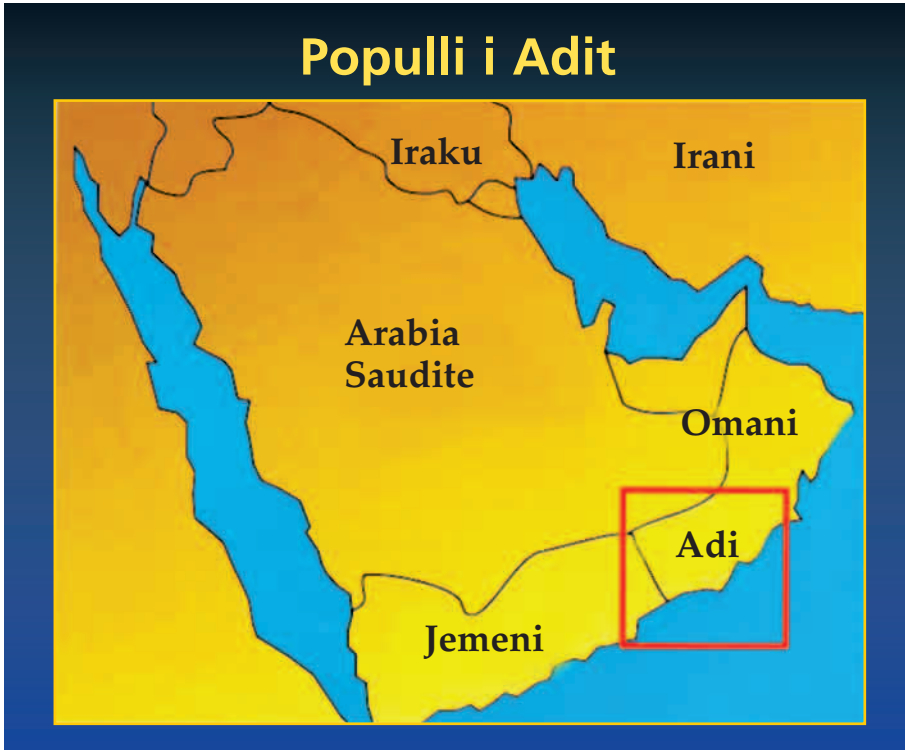 Populli i Adit
Iraku
Irani
Arabia
Saudite
Omani
Adi
Jemeni